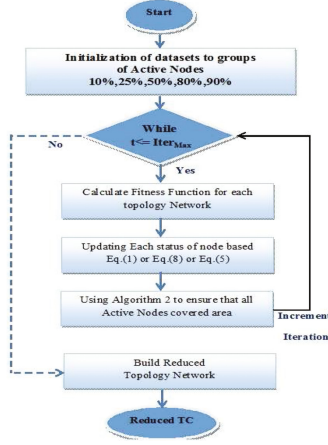 Start
Initialization of datasets to groups
of Active Nodes
10%,25%,50%,80%,90%
While
t<= IterMax
No
Yes
Calculate Fitness Function for each
topology Network
Updating Each status of node based
Eq.(1) or Eq.(8) or Eq.(5)
Using Algorithm 2 to ensure that all
Active Nodes covered area
Increment
Iteration
Build Reduced
Topology Network
Reduced TC